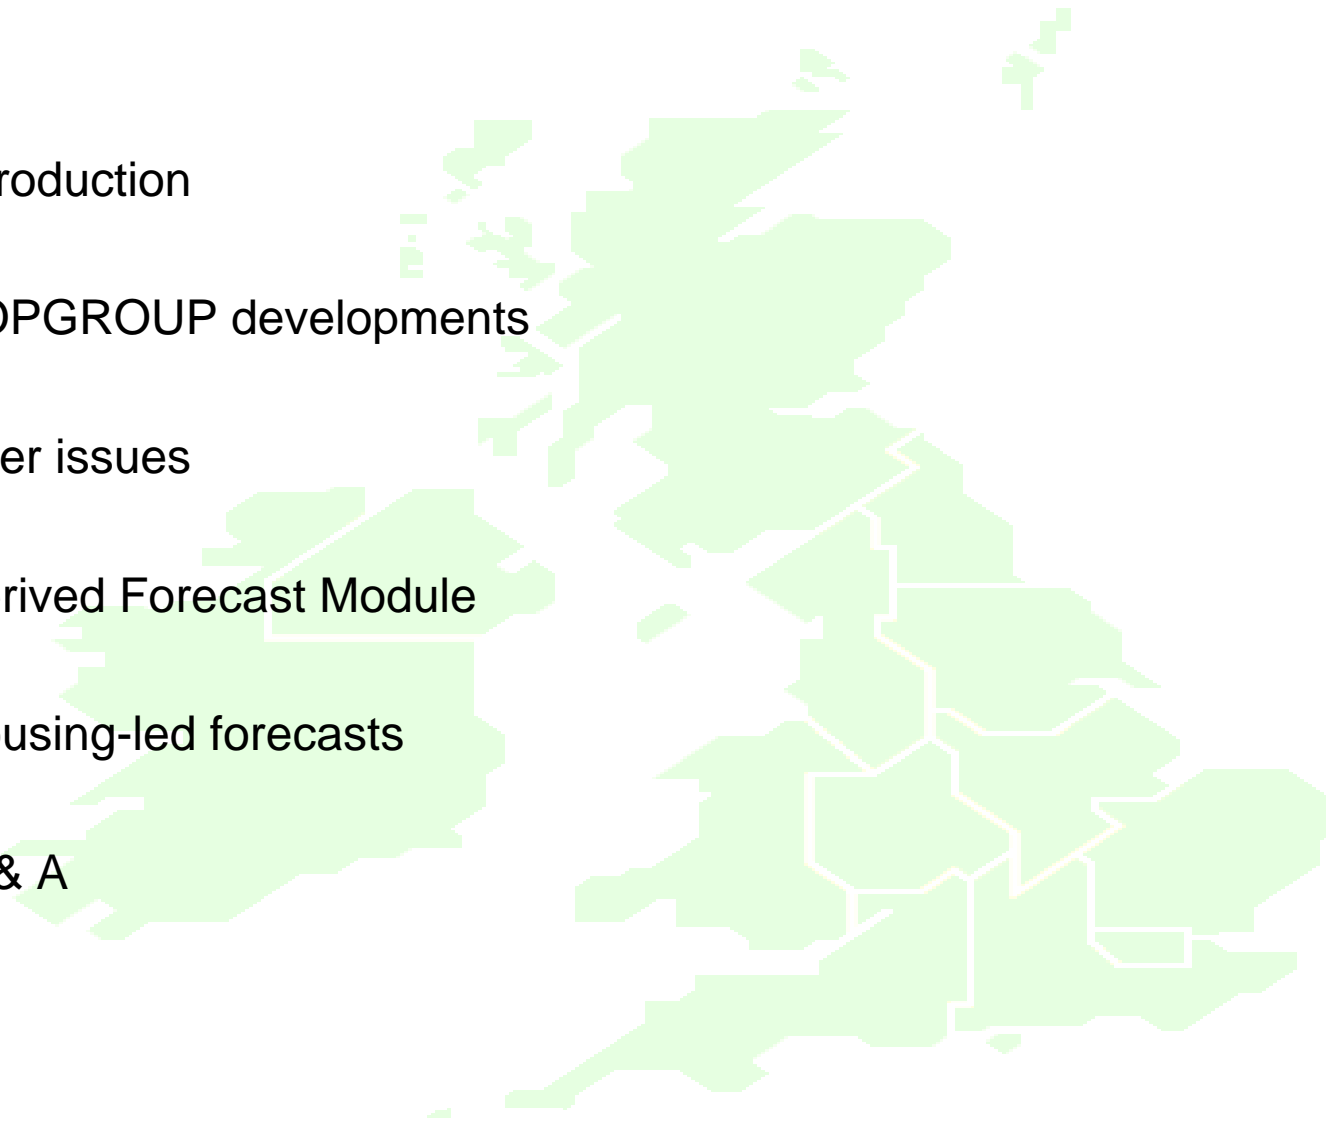 roduction
OPGROUP developments
er issues
rived Forecast Module
using-led forecasts
& A